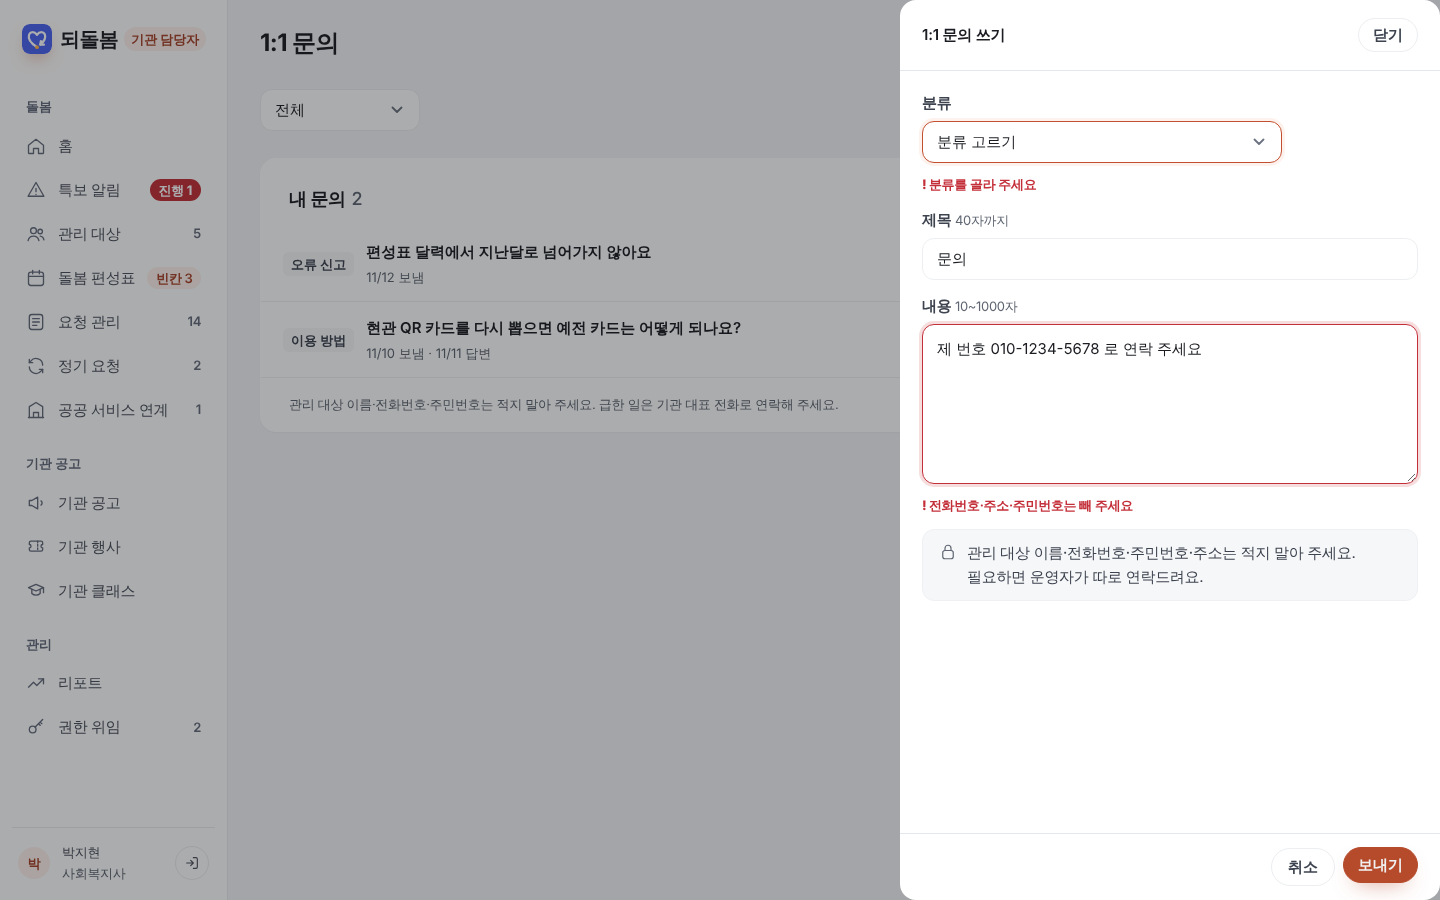 되돌봄 기관 담당자
돌봄
홈
특보 알림 진행 1
관리 대상 5
돌봄 편성표 빈칸 3
요청 관리 14
정기 요청 2
공공 서비스 연계 1
기관 공고
기관 공고
기관 행사
기관 클래스
관리
리포트
권한 위임 2
박 박지현
사회복지사
1:1 문의
전체
내 문의 2
오류 신고 편성표 달력에서 지난달로 넘어가지 않아요
11/12 보냄
이용 방법 현관 QR 카드를 다시 뽑으면 예전 카드는 어떻게 되나요?
11/10 보냄 · 11/11 답변
관리 대상 이름·전화번호·주민번호는 적지 말아 주세요. 급한 일은 기관 대표 전화로 연락해 주세요.
1:1 문의 쓰기 닫기
분류
분류 고르기
! 분류를 골라 주세요
제목 40자까지
문의
내용 10~1000자
제 번호 010-1234-5678 로 연락 주세요
! 전화번호·주소·주민번호는 빼 주세요
관리 대상 이름·전화번호·주민번호·주소는 적지 말아 주세요.
필요하면 운영자가 따로 연락드려요.
취소 보내기